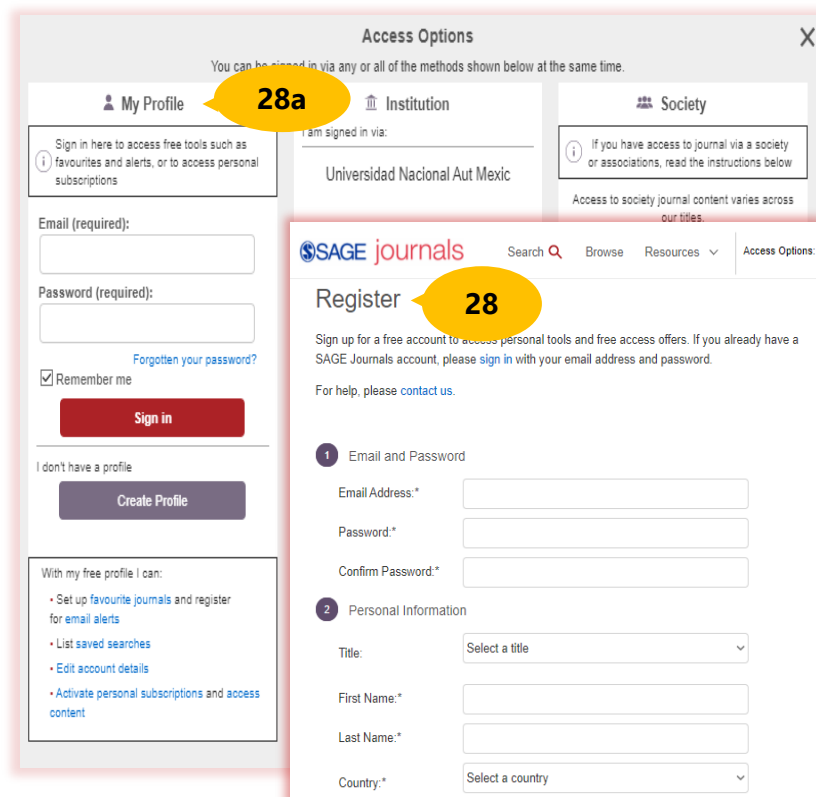 Access Options
X
You can be signed in via any or all of the methods shown below at the same time.
My Profile
28a
Institution
Society
Sign in here to access free tools such as
favourites and alerts, or to access personal
subscriptions
I am signed in via:
Universidad Nacional Aut Mexic
If you have access to journal via a society
or associations, read the instructions below
Access to society journal content varies across
our titles.
Email (required):
Password (required):
Forgotten your password?
Remember me
Sign in
I don't have a profile
Create Profile
With my free profile I can:
• Set up favourite journals and register
for email alerts
• List saved searches
• Edit account details
• Activate personal subscriptions and access
content
SSAGE journals
Search
Browse
Resources
Access Options:
Register
28
Sign up for a free account to access personal tools and free access offers. If you already have a
SAGE Journals account, please sign in with your email address and password.
For help, please contact us.
1 Email and Password
Email Address:*
Password:*
Confirm Password:*
2 Personal Information
Title:
Select a title
First Name:*
Last Name:*
Country:*
Select a country